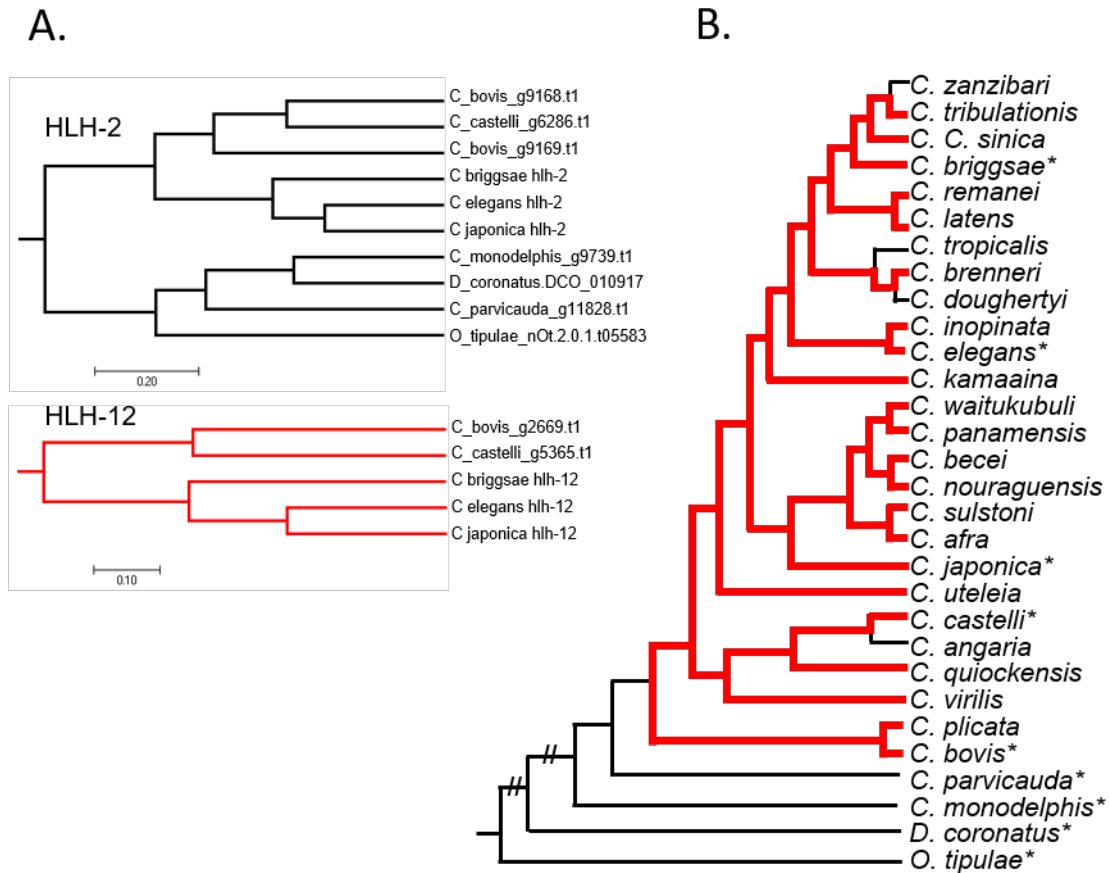 A.
HLH-2
C_bovis_g9168.t1
C_castelli_g6286.t1
C_bovis_g9169.t1
C briggsae hlh-2
C elegans hlh-2
C japonica hlh-2
C_monodelphis_g9739.t1
D_coronatus.DCO_010917
C_parvicauda_g11828.t1
O_tipulae_nOt.2.0.1.t05583
0.20
HLH-12
C_bovis_g2669.t1
C_castelli_g5365.t1
C briggsae hlh-12
C elegans hlh-12
C japonica hlh-12
0.10
B.
C. zanzibari
C. tribulationis
C. C. sinica
C. briggsae*
C. remanei
C. latens
C. tropicalis
C. brenneri
C. doughertyi
C. inopinata
C. elegans*
C. kamaaina
C. waitukubuli
C. panamensis
C. becei
C. nouraguensis
C. sulstoni
C. afra
C. japonica*
C. uteleia
C. castelli*
C. angaria
C. quiockensis
C. virilis
C. plicata
C. bovis*
C. parvicauda*
C. monodelphis*
D. coronatus*
O. tipulae*